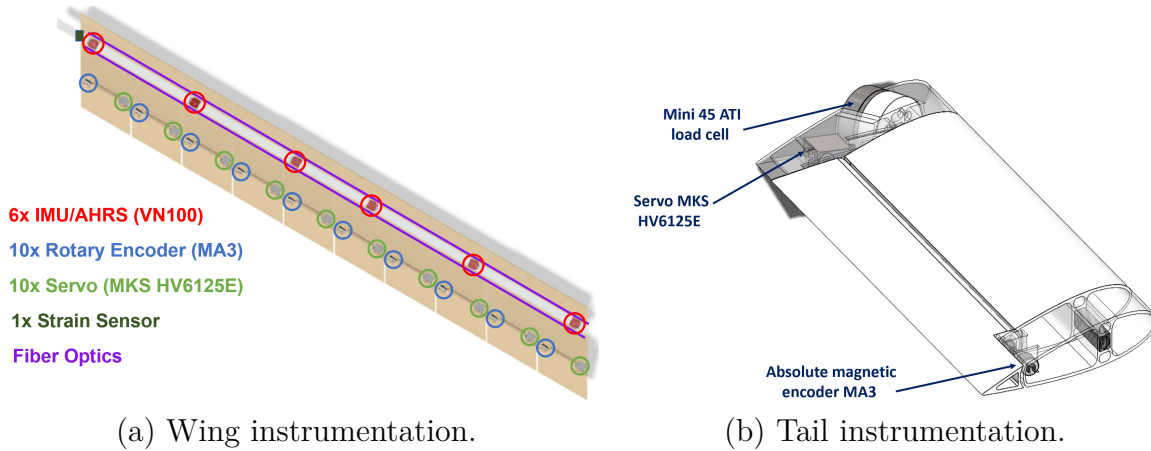 6x IMU/AHRS (VN100)
10x Rotary Encoder (MA3)
10x Servo (MKS HV6125E)
1x Strain Sensor
Fiber Optics
Mini 45 ATI
load cell
Servo MKS
HV6125E
Absolute magnetic
encoder MA3
(a) Wing instrumentation.
(b) Tail instrumentation.